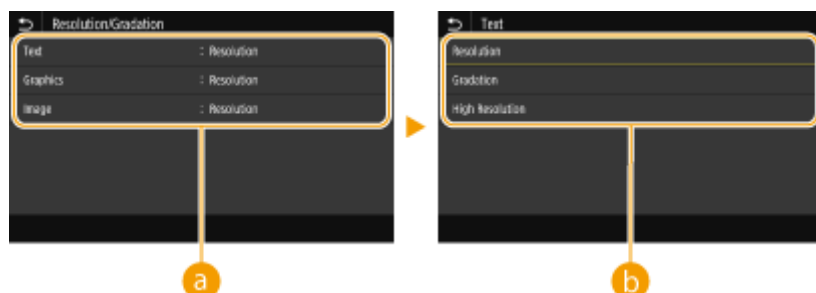 Resolution/Gradation
Text : Resolution
Graphics : Resolution
Image : Resolution
a
Text
Resolution
Gradation
High Resolution
b